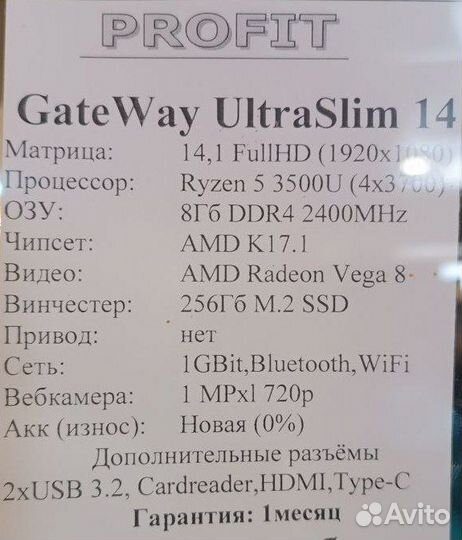 PROFIT
GateWay UltraSlim 14
Матрица: 14,1 FullHD (1920x1080)
Процессор: Ryzen 5 3500U (4x3700)
ОЗУ: 8Гб DDR4 2400MHz
Чипсет: AMD K17.1
Видео: AMD Radeon Vega 8
Винчестер: 256Гб M.2 SSD
Привод: нет
Сеть: 1GBit,Bluetooth,WiFi
Вебкамера: 1 MPxl 720p
Акк (износ): Новая (0%)
Дополнительные разъёмы
2xUSB 3.2, Cardreader,HDMI,Type-C
Гарантия: 1месяц
Avito